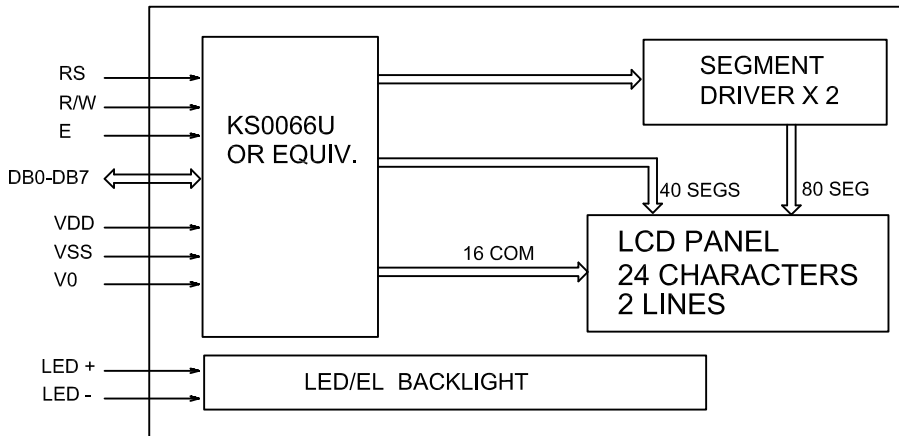 RS
R/W
E
DB0-DB7
VDD
VSS
V0
LED +
LED -
KS0066U
OR EQUIV.
SEGMENT
DRIVER X 2
40 SEGS
80 SEG
16 COM
LCD PANEL
24 CHARACTERS
2 LINES
LED/EL BACKLIGHT